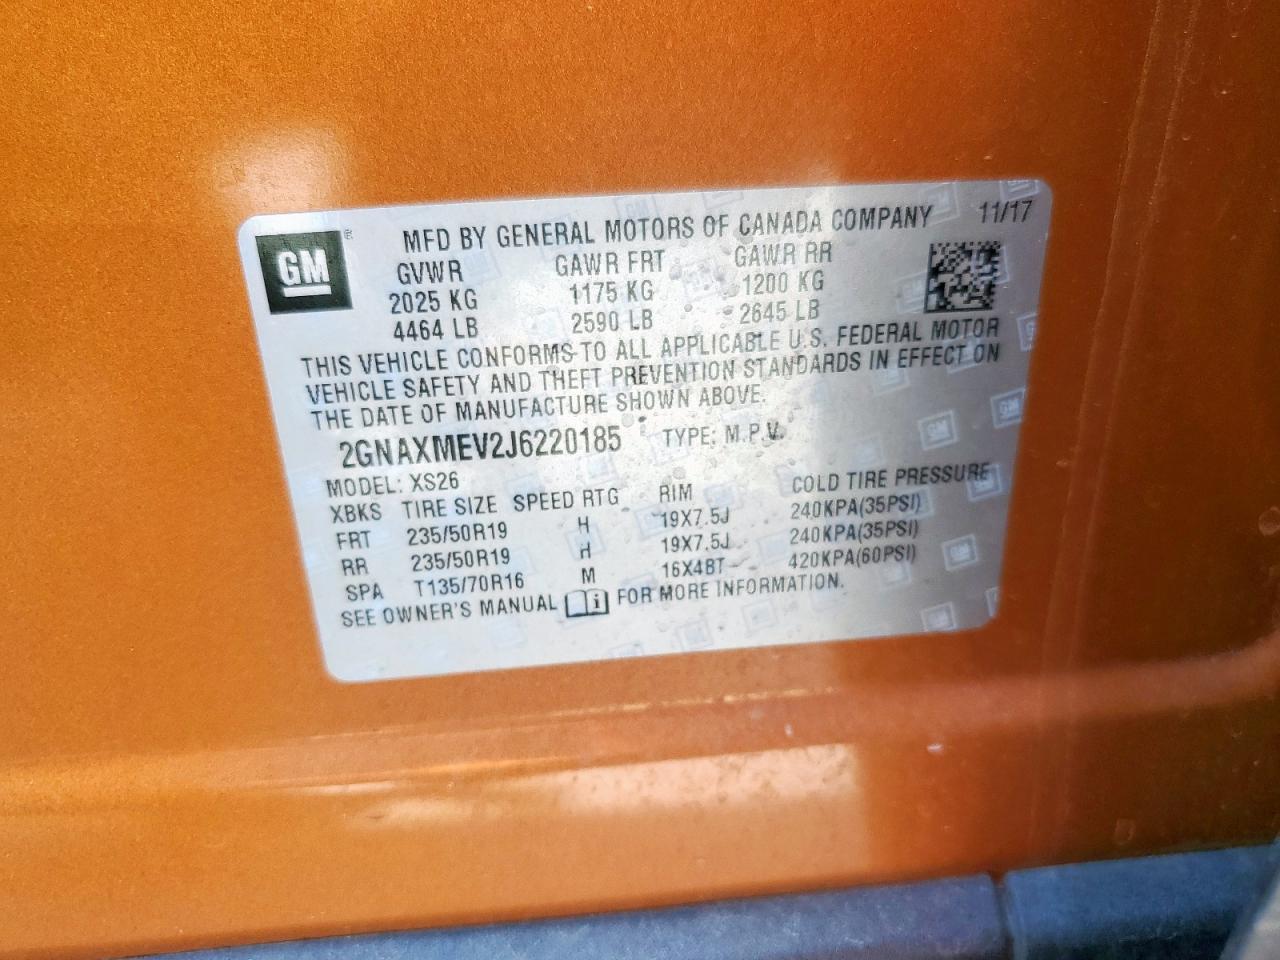 GM ®
MFD BY GENERAL MOTORS OF CANADA COMPANY 11/17
GVWR GAWR FRT GAWR RR
2025 KG 1175 KG 1200 KG
4464 LB 2590 LB 2645 LB
THIS VEHICLE CONFORMS TO ALL APPLICABLE U.S. FEDERAL MOTOR
VEHICLE SAFETY AND THEFT PREVENTION STANDARDS IN EFFECT ON
THE DATE OF MANUFACTURE SHOWN ABOVE.
2GNAXMEV2J6220185 TYPE: M.P.V.
MODEL: XS26
XBKS TIRE SIZE SPEED RTG RIM COLD TIRE PRESSURE
FRT 235/50R19 H 19X7.5J 240KPA(35PSI)
RR 235/50R19 H 19X7.5J 240KPA(35PSI)
SPA T135/70R16 M 16X4BT 420KPA(60PSI)
SEE OWNER'S MANUAL i FOR MORE INFORMATION.